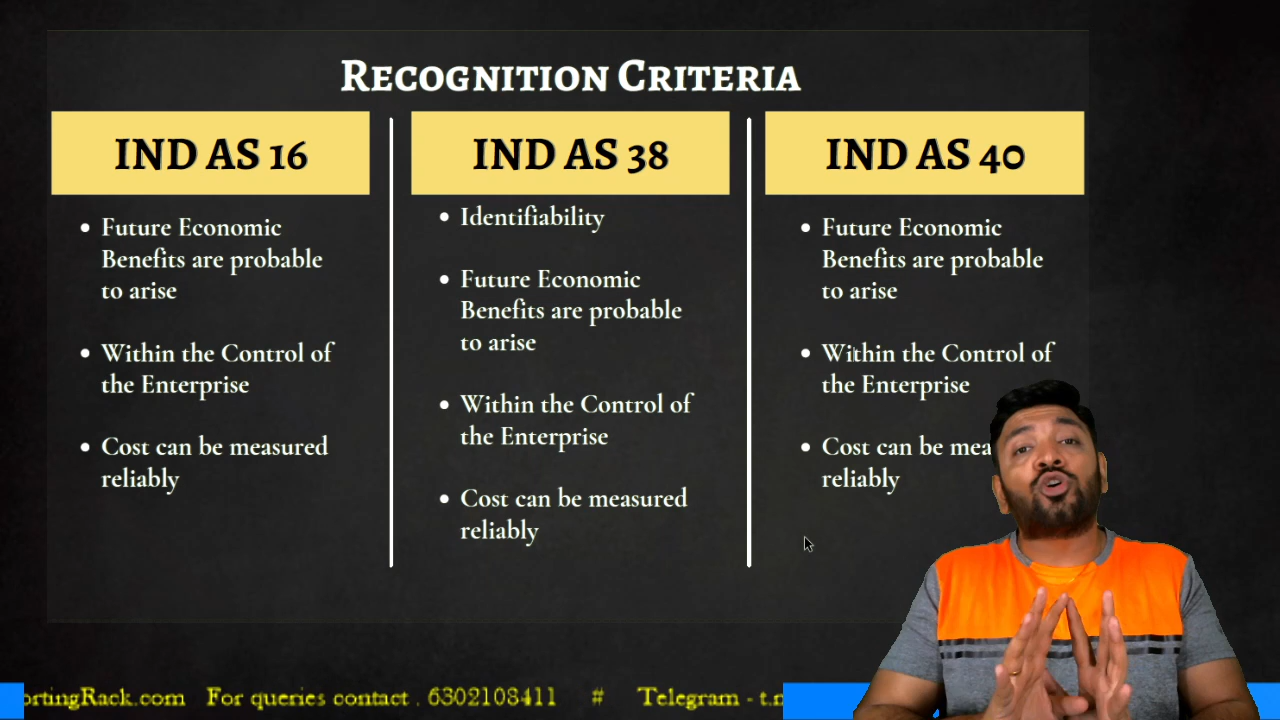 Recognition Criteria
IND AS 16
Future Economic
Benefits are probable
to arise
Within the Control of
the Enterprise
Cost can be measured
reliably
IND AS 38
Identifiability
Future Economic
Benefits are probable
to arise
Within the Control of
the Enterprise
Cost can be measured
reliably
IND AS 40
Future Economic
Benefits are probable
to arise
Within the Control of
the Enterprise
Cost can be mea
reliably
ortingRack.com For queries contact . 6302108411 # Telegram - t.m